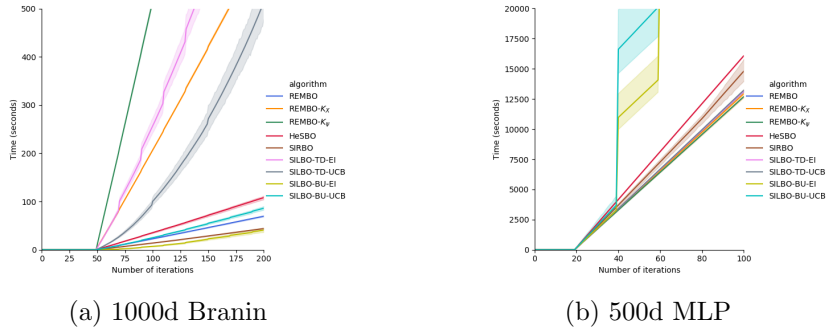 500
400
300
200
100
0
Time (seconds)
0 25 50 75 100 125 150 175 200
Number of iterations
algorithm
REMBO
REMBO-K_X
REMBO-K_ψ
HeSBO
SIRBO
SILBO-TD-EI
SILBO-TD-UCB
SILBO-BU-EI
SILBO-BU-UCB
(a) 1000d Branin
20000
17500
15000
12500
10000
7500
5000
2500
0
Time (seconds)
0 20 40 60 80 100
Number of iterations
algorithm
REMBO
REMBO-K_X
REMBO-K_ψ
HeSBO
SIRBO
SILBO-TD-EI
SILBO-TD-UCB
SILBO-BU-EI
SILBO-BU-UCB
(b) 500d MLP